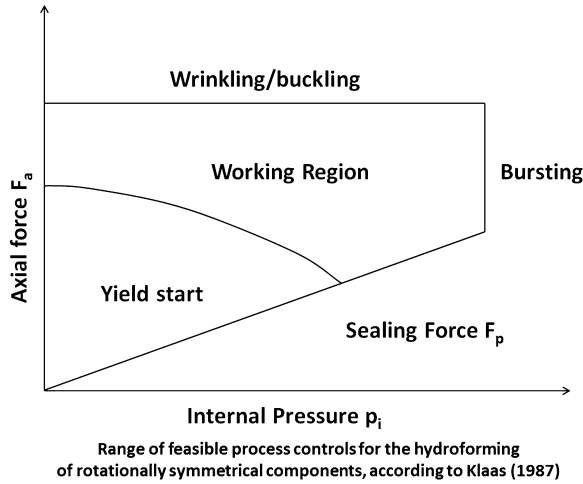 Wrinkling/buckling
Working Region
Bursting
Axial force Fa
Yield start
Sealing Force Fp
Internal Pressure pi
Range of feasible process controls for the hydroforming
of rotationally symmetrical components, according to Klaas (1987)